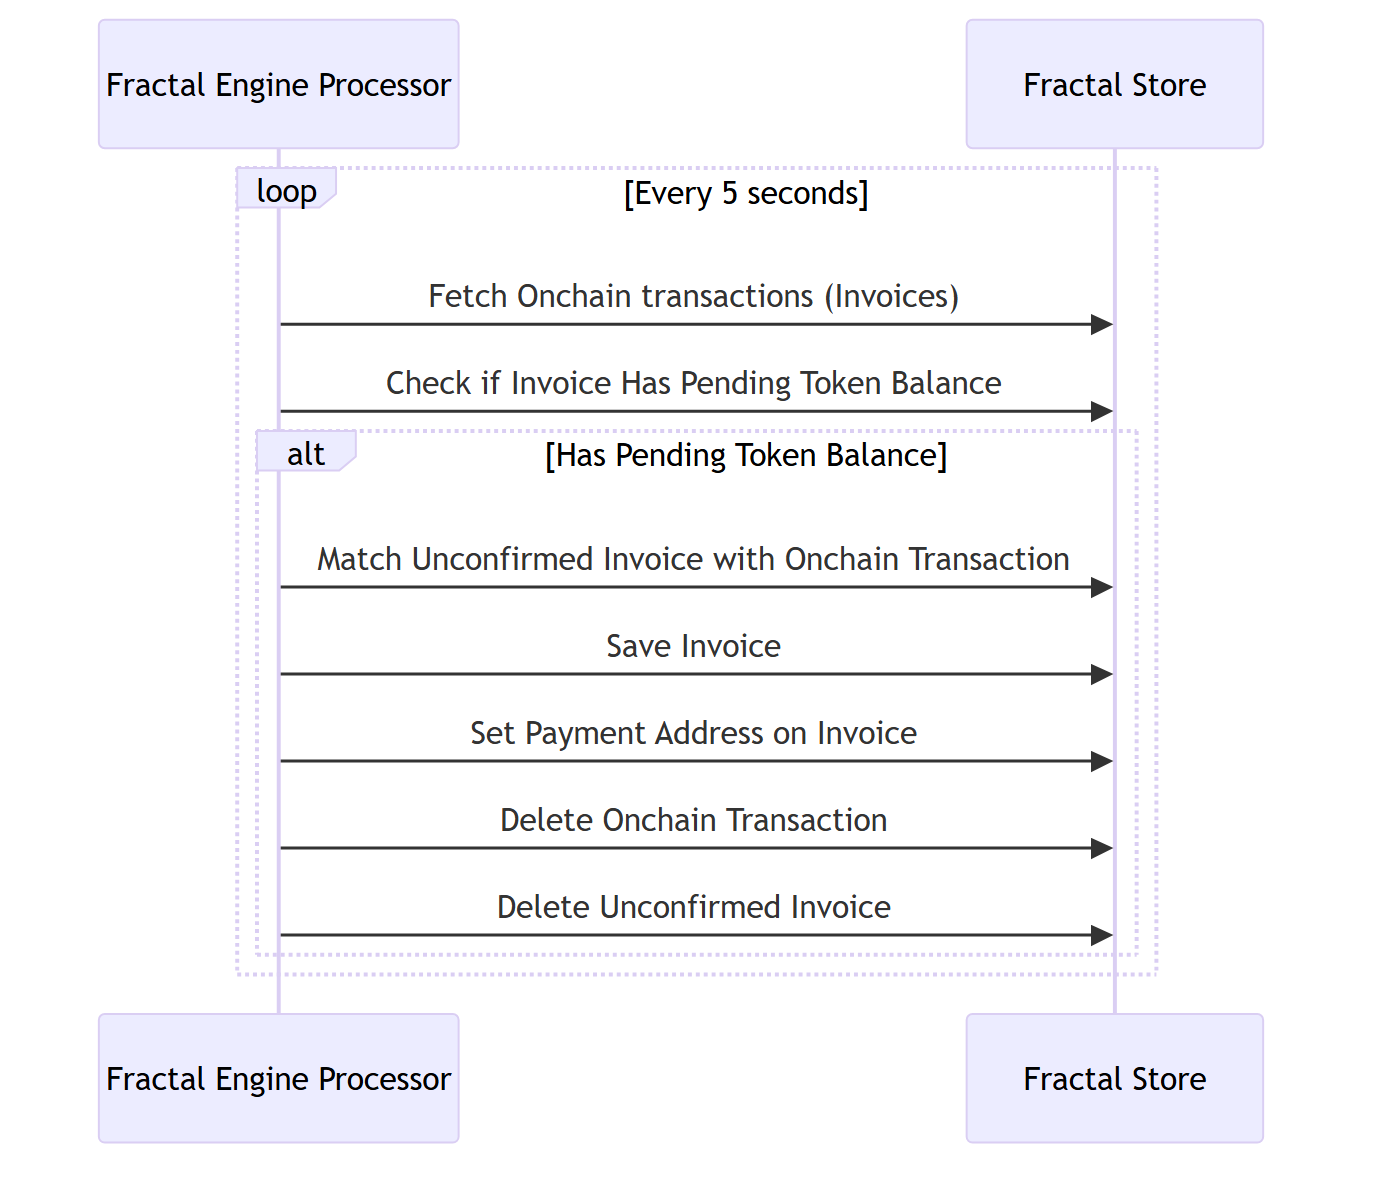 Fractal Engine Processor
Fractal Store
loop
[Every 5 seconds]
Fetch Onchain transactions (Invoices)
Check if Invoice Has Pending Token Balance
alt
[Has Pending Token Balance]
Match Unconfirmed Invoice with Onchain Transaction
Save Invoice
Set Payment Address on Invoice
Delete Onchain Transaction
Delete Unconfirmed Invoice
Fractal Engine Processor
Fractal Store